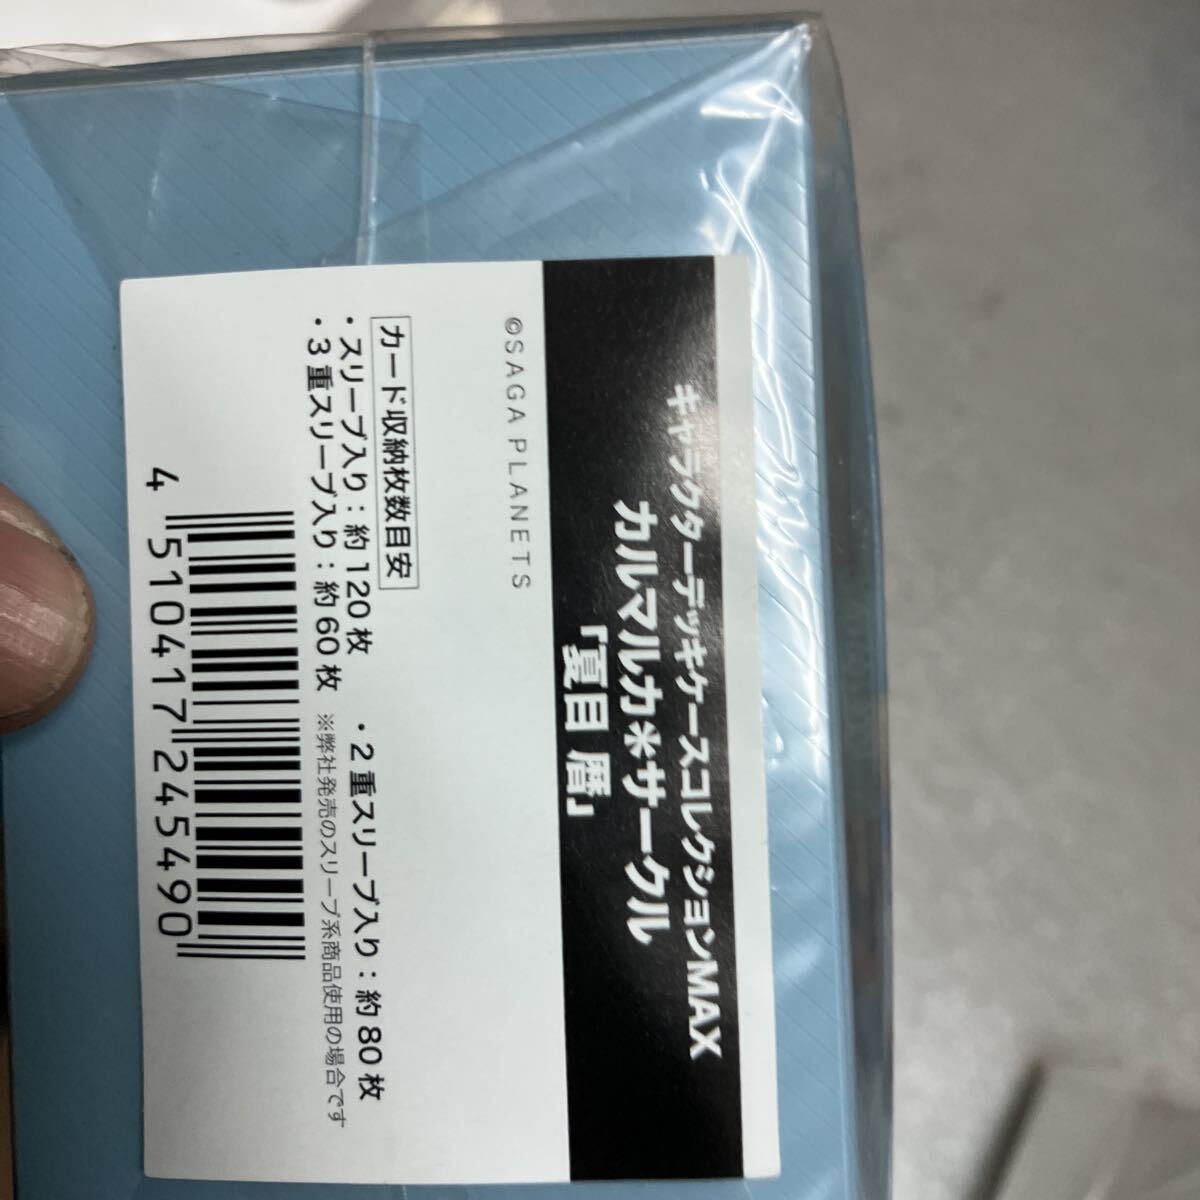 キャラクターデッキケースコレクションMAX
カルマルカ*サークル
「夏目 暦」
©SAGA PLANETS
カード収納枚数目安
・スリーブ入り:約120枚 ・2重スリーブ入り:約80枚
・3重スリーブ入り:約60枚 ※弊社発売のスリーブ系商品使用の場合です
4 510417 245490